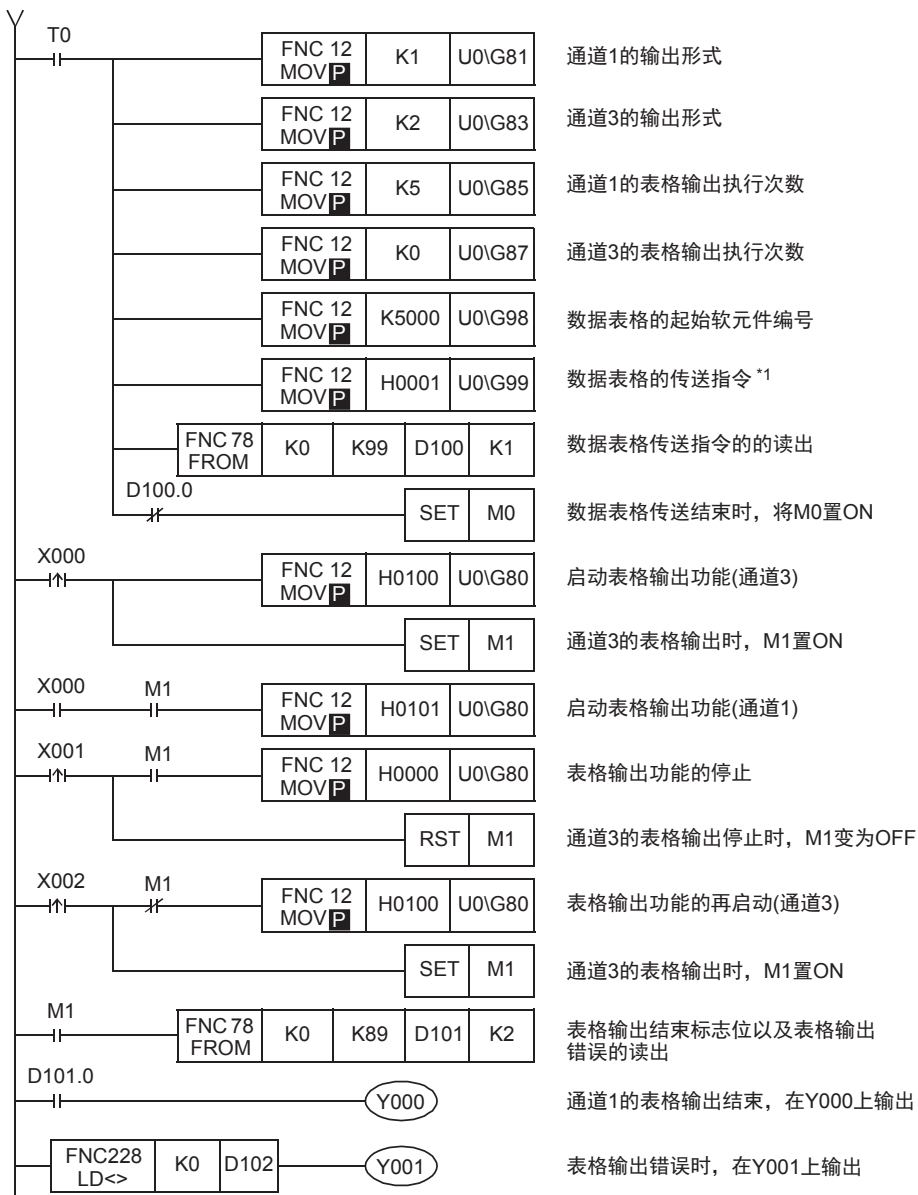 T0
FNC 12
MOV P K1 U0\G81 通道1的输出形式
FNC 12
MOV P K2 U0\G83 通道3的输出形式
FNC 12
MOV P K5 U0\G85 通道1的表格输出执行次数
FNC 12
MOV P K0 U0\G87 通道3的表格输出执行次数
FNC 12
MOV P K5000 U0\G98 数据表格的起始软元件编号
FNC 12
MOV P H0001 U0\G99 数据表格的传送指令 *1
FNC 78
FROM K0 K99 D100 K1 数据表格传送指令的的读出
D100.0
SET M0 数据表格传送结束时，将M0置ON
X000
FNC 12
MOV P H0100 U0\G80 启动表格输出功能(通道3)
SET M1 通道3的表格输出时，M1置ON
X000 M1
FNC 12
MOV P H0101 U0\G80 启动表格输出功能(通道1)
X001 M1
FNC 12
MOV P H0000 U0\G80 表格输出功能的停止
RST M1 通道3的表格输出停止时，M1变为OFF
X002 M1
FNC 12
MOV P H0100 U0\G80 表格输出功能的再启动(通道3)
SET M1 通道3的表格输出时，M1置ON
M1
FNC 78
FROM K0 K89 D101 K2 表格输出结束标志位以及表格输出
错误的读出
D101.0
Y000 通道1的表格输出结束，在Y000上输出
FNC228
LD<> K0 D102 Y001 表格输出错误时，在Y001上输出